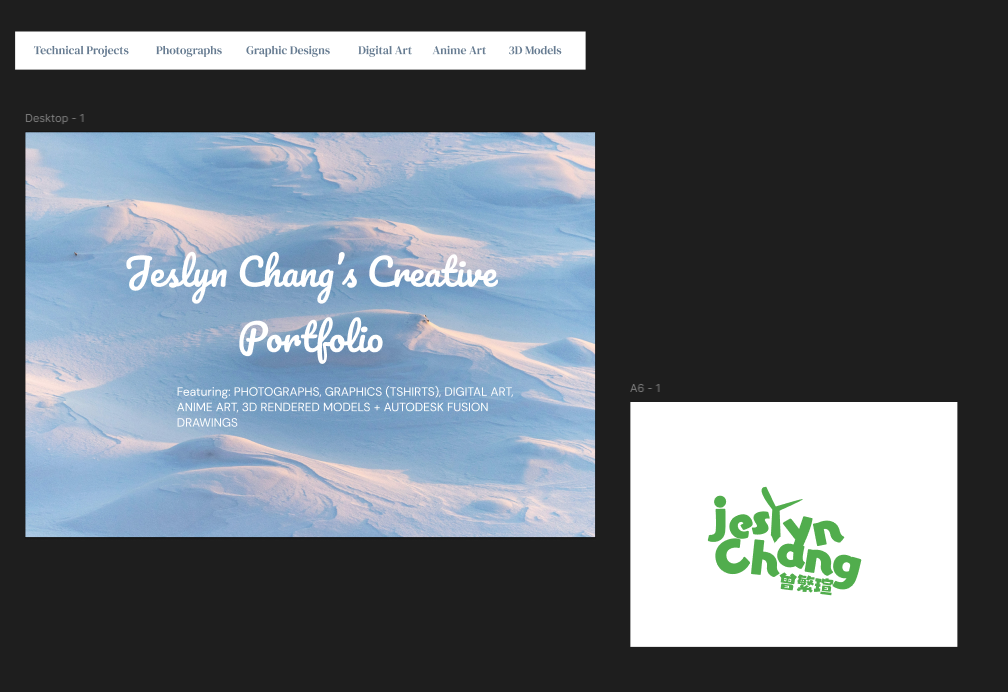 Technical Projects Photographs Graphic Designs Digital Art Anime Art 3D Models
Desktop - 1
Jeslyn Chang's Creative
Portfolio
Featuring: PHOTOGRAPHS, GRAPHICS (TSHIRTS), DIGITAL ART,
ANIME ART, 3D RENDERED MODELS + AUTODESK FUSION
DRAWINGS
A6 - 1
jeslyn
Chang
曾繁瑄